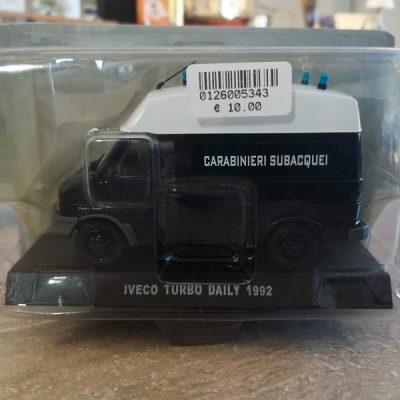 0126005343
€ 10.00
CARABINIERI SUBACQUEI
IVECO TURBO DAILY 1992